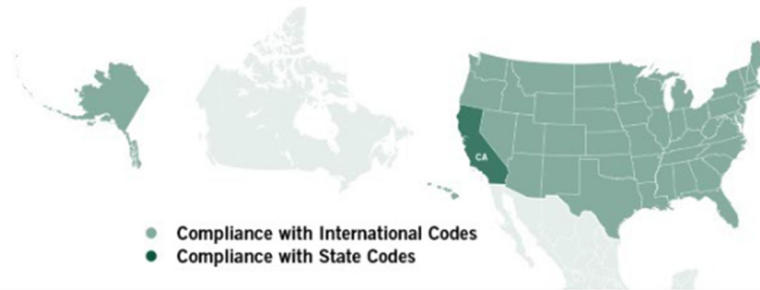 CA
Compliance with International Codes
Compliance with State Codes